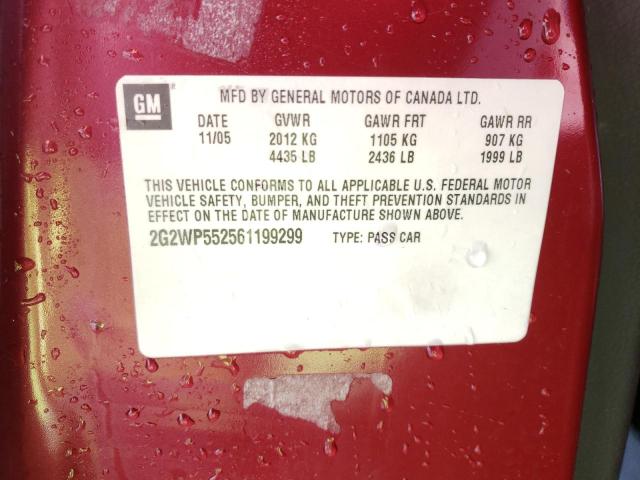 GM
MFD BY GENERAL MOTORS OF CANADA LTD.
DATE GVWR GAWR FRT GAWR RR
11/05 2012 KG 1105 KG 907 KG
4435 LB 2436 LB 1999 LB
THIS VEHICLE CONFORMS TO ALL APPLICABLE U.S. FEDERAL MOTOR
VEHICLE SAFETY, BUMPER, AND THEFT PREVENTION STANDARDS IN
EFFECT ON THE DATE OF MANUFACTURE SHOWN ABOVE.
2G2WP552561199299 TYPE: PASS CAR